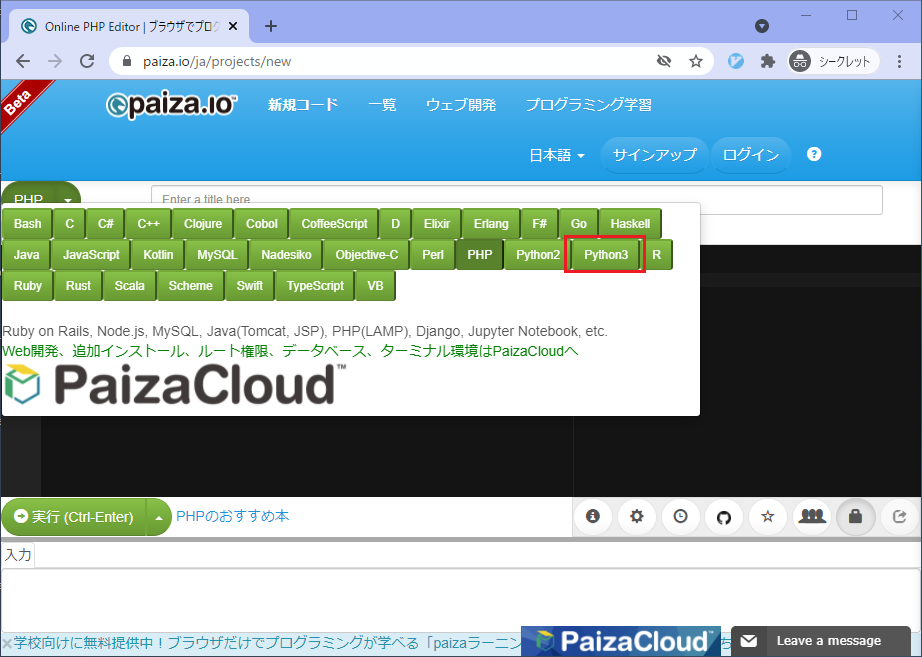 Online PHP Editor | ブラウザでプロ
paiza.io/ja/projects/new
シークレット
Beta
paiza.io™
新規コード 一覧 ウェブ開発 プログラミング学習
日本語 サインアップ ログイン ?
PHP
Enter a title here
Bash C C# C++ Clojure Cobol CoffeeScript D Elixir Erlang F# Go Haskell
Java JavaScript Kotlin MySQL Nadesiko Objective-C Perl PHP Python2 Python3 R
Ruby Rust Scala Scheme Swift TypeScript VB
Ruby on Rails, Node.js, MySQL, Java(Tomcat, JSP), PHP(LAMP), Django, Jupyter Notebook, etc.
Web開発、追加インストール、ルート権限、データベース、ターミナル環境はPaizaCloudへ
PaizaCloud™
実行 (Ctrl-Enter) PHPのおすすめ本
入力
学校向けに無料提供中！ブラウザだけでプログラミングが学べる「paizaラーニン
PaizaCloud™
Leave a message